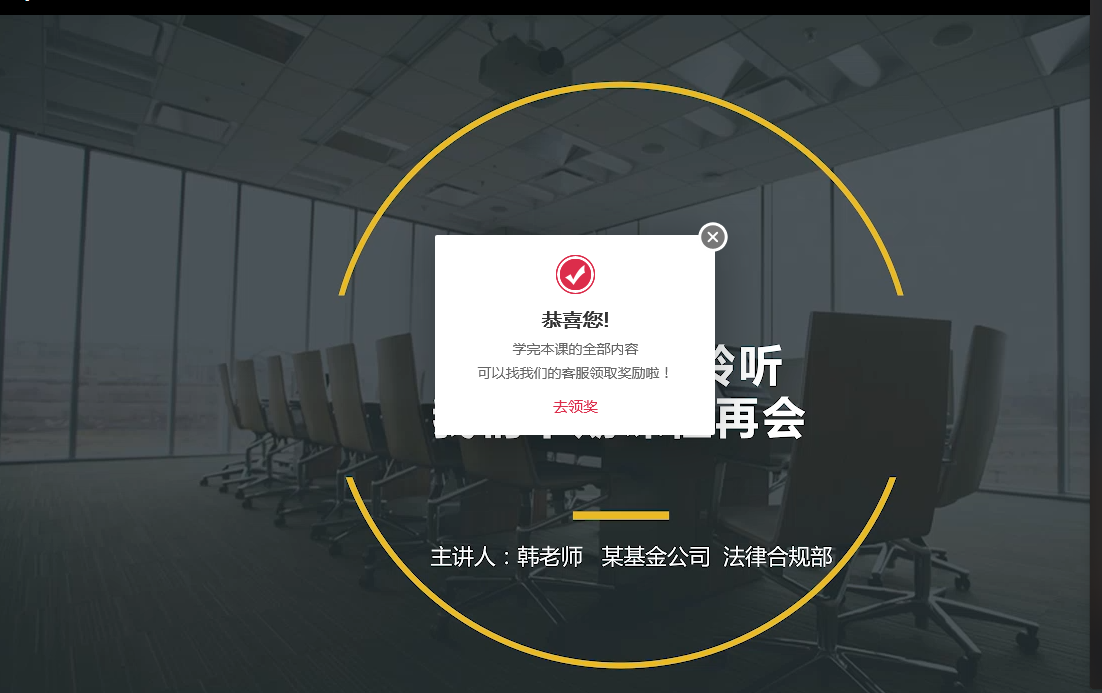 恭喜您!
学完本课的全部内容
可以找我们的客服领取奖励啦！
去领奖
聆听
再会
主讲人：韩老师 某基金公司 法律合规部